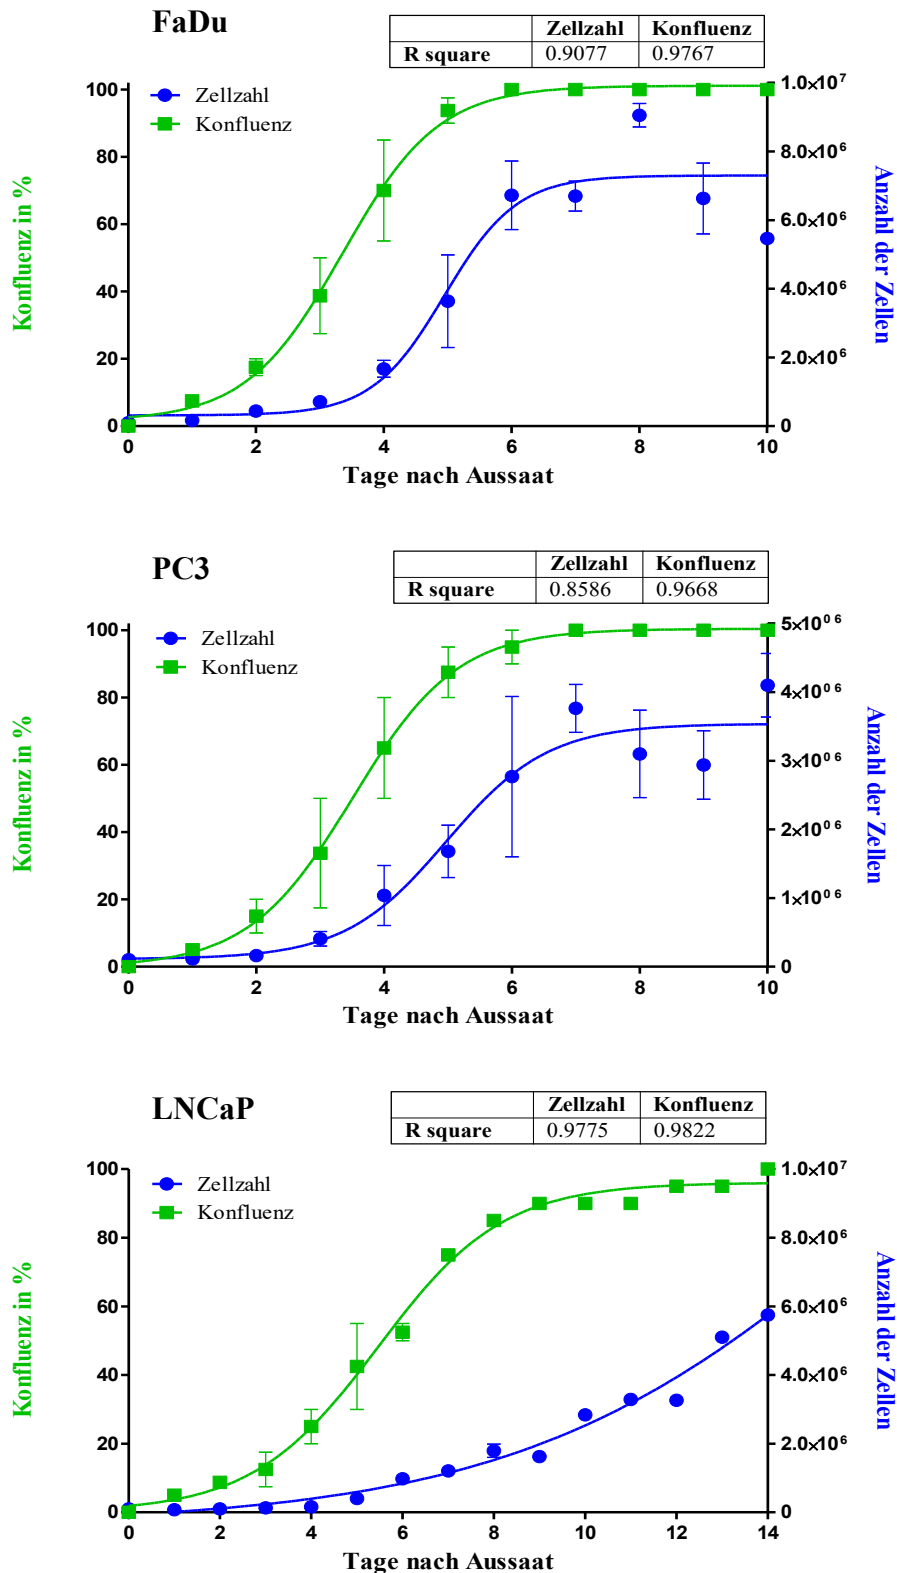 FaDu
Zellzahl Konfluenz
R square 0.9077 0.9767
Zellzahl
Konfluenz
Konfluenz in %
100
80
60
40
20
0
1.0×10⁷
8.0×10⁶
6.0×10⁶
4.0×10⁶
2.0×10⁶
0
Anzahl der Zellen
0 2 4 6 8 10
Tage nach Aussaat
PC3
Zellzahl Konfluenz
R square 0.8586 0.9668
Zellzahl
Konfluenz
Konfluenz in %
100
80
60
40
20
0
5×10⁰⁶
4×10⁰⁶
3×10⁰⁶
2×10⁰⁶
1×10⁰⁶
0
Anzahl der Zellen
0 2 4 6 8 10
Tage nach Aussaat
LNCaP
Zellzahl Konfluenz
R square 0.9775 0.9822
Zellzahl
Konfluenz
Konfluenz in %
100
80
60
40
20
0
1.0×10⁷
8.0×10⁶
6.0×10⁶
4.0×10⁶
2.0×10⁶
0
Anzahl der Zellen
0 2 4 6 8 10 12 14
Tage nach Aussaat